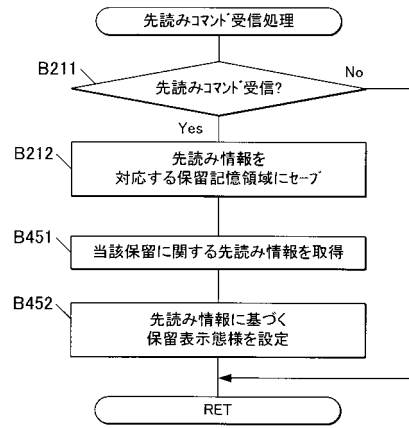 先読みコマンド受信処理
B211
先読みコマンド受信?
No
Yes
B212
先読み情報を
対応する保留記憶領域にセーブ
B451
当該保留に関する先読み情報を取得
B452
先読み情報に基づく
保留表示態様を設定
RET